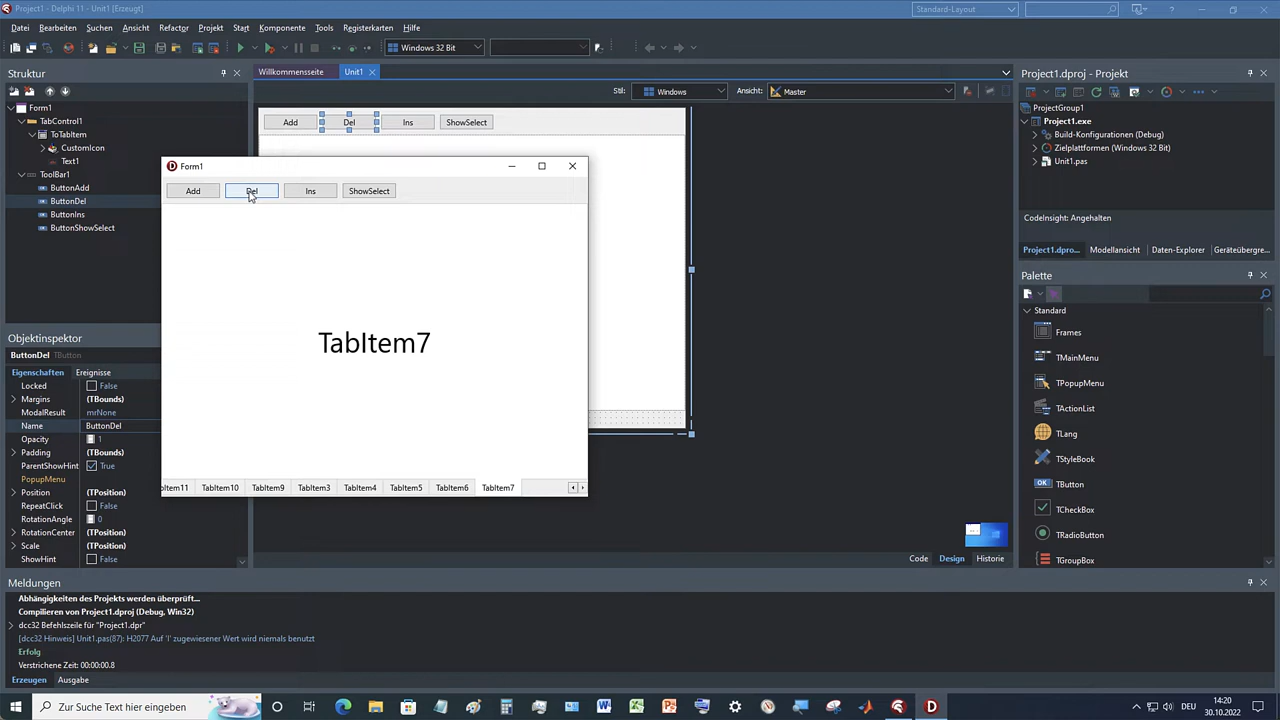 Project1 - Delphi 11 - Unit1 [Erzeugt]
Standard-Layout
Datei Bearbeiten Suchen Ansicht Refactor Projekt Start Komponente Tools Registerkarten Hilfe
Windows 32 Bit
Struktur
Willkommensseite
Unit1
Project1.dproj - Projekt
Stil:
Windows
Ansicht:
Master
Form1
TabControl1
ToTabItem
CustomIcon
Text1
ToolBar1
ButtonAdd
ButtonDel
ButtonIns
ButtonShowSelect
Add
Del
Ins
ShowSelect
ProjectGroup1
Project1.exe
Build-Konfigurationen (Debug)
Zielplattformen (Windows 32 Bit)
Unit1.pas
CodeInsight: Angehalten
Project1.dpro...
Modellansicht
Daten-Explorer
Geräteübergre...
Form1
Add
Del
Ins
ShowSelect
TabItem7
TabItem10
TabItem9
TabItem3
TabItem4
TabItem5
TabItem6
TabItem7
Objektinspektor
ButtonDel TButton
Eigenschaften
Ereignisse
Locked False
Margins (TBounds)
ModalResult mrNone
Name ButtonDel
Opacity 1
Padding (TBounds)
ParentShowHint True
PopupMenu
Position (TPosition)
RepeatClick False
RotationAngle 0
RotationCenter (TPosition)
Scale (TPosition)
ShowHint False
Palette
Standard
Frames
TMainMenu
TPopupMenu
TActionList
TLang
TStyleBook
TButton
TCheckBox
TRadioButton
TGroupBox
Code
Design
Historie
Meldungen
Abhängigkeiten des Projekts werden überprüft...
Compilieren von Project1.dproj (Debug, Win32)
dcc32 Befehlszeile für "Project1.dpr"
[dcc32 Hinweis] Unit1.pas(87): H2077 Auf 'I' zugewiesener Wert wird niemals benutzt
Erfolg
Verstrichene Zeit: 00:00:00.8
Erzeugen
Ausgabe
Zur Suche Text hier eingeben
DEU
14:20
30.10.2022